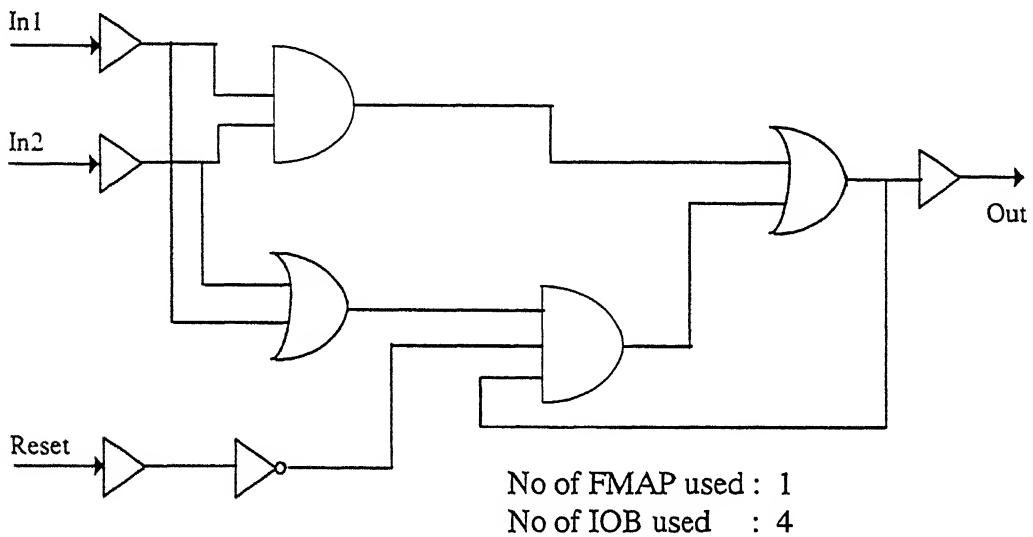 In1
In2
Out
Reset
No of FMAP used : 1
No of IOB used : 4